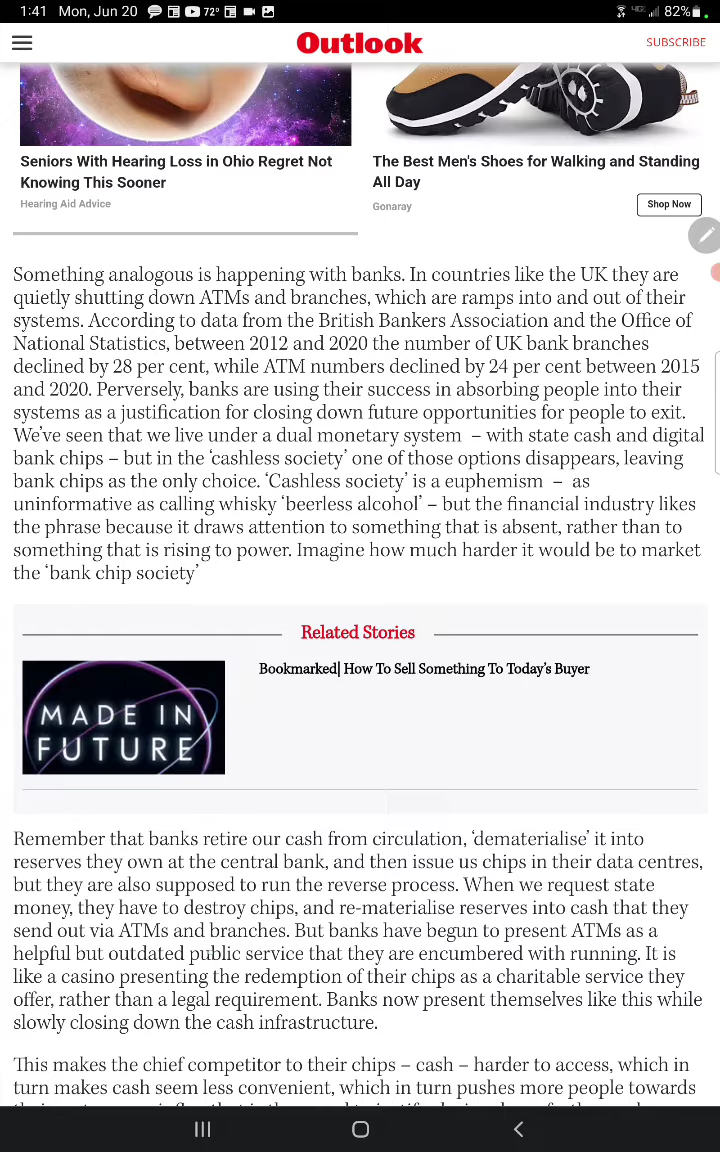 1:41 Mon, Jun 20 72° 4G 82%
Outlook
SUBSCRIBE
Seniors With Hearing Loss in Ohio Regret Not
Knowing This Sooner
Hearing Aid Advice
The Best Men's Shoes for Walking and Standing
All Day
Gonaray
Shop Now
Something analogous is happening with banks. In countries like the UK they are
quietly shutting down ATMs and branches, which are ramps into and out of their
systems. According to data from the British Bankers Association and the Office of
National Statistics, between 2012 and 2020 the number of UK bank branches
declined by 28 per cent, while ATM numbers declined by 24 per cent between 2015
and 2020. Perversely, banks are using their success in absorbing people into their
systems as a justification for closing down future opportunities for people to exit.
We've seen that we live under a dual monetary system – with state cash and digital
bank chips – but in the 'cashless society' one of those options disappears, leaving
bank chips as the only choice. 'Cashless society' is a euphemism – as
uninformative as calling whisky 'beerless alcohol' – but the financial industry likes
the phrase because it draws attention to something that is absent, rather than to
something that is rising to power. Imagine how much harder it would be to market
the 'bank chip society'
Related Stories
MADE IN
FUTURE
Bookmarked| How To Sell Something To Today's Buyer
Remember that banks retire our cash from circulation, 'dematerialise' it into
reserves they own at the central bank, and then issue us chips in their data centres,
but they are also supposed to run the reverse process. When we request state
money, they have to destroy chips, and re-materialise reserves into cash that they
send out via ATMs and branches. But banks have begun to present ATMs as a
helpful but outdated public service that they are encumbered with running. It is
like a casino presenting the redemption of their chips as a charitable service they
offer, rather than a legal requirement. Banks now present themselves like this while
slowly closing down the cash infrastructure.
This makes the chief competitor to their chips – cash – harder to access, which in
turn makes cash seem less convenient, which in turn pushes more people towards